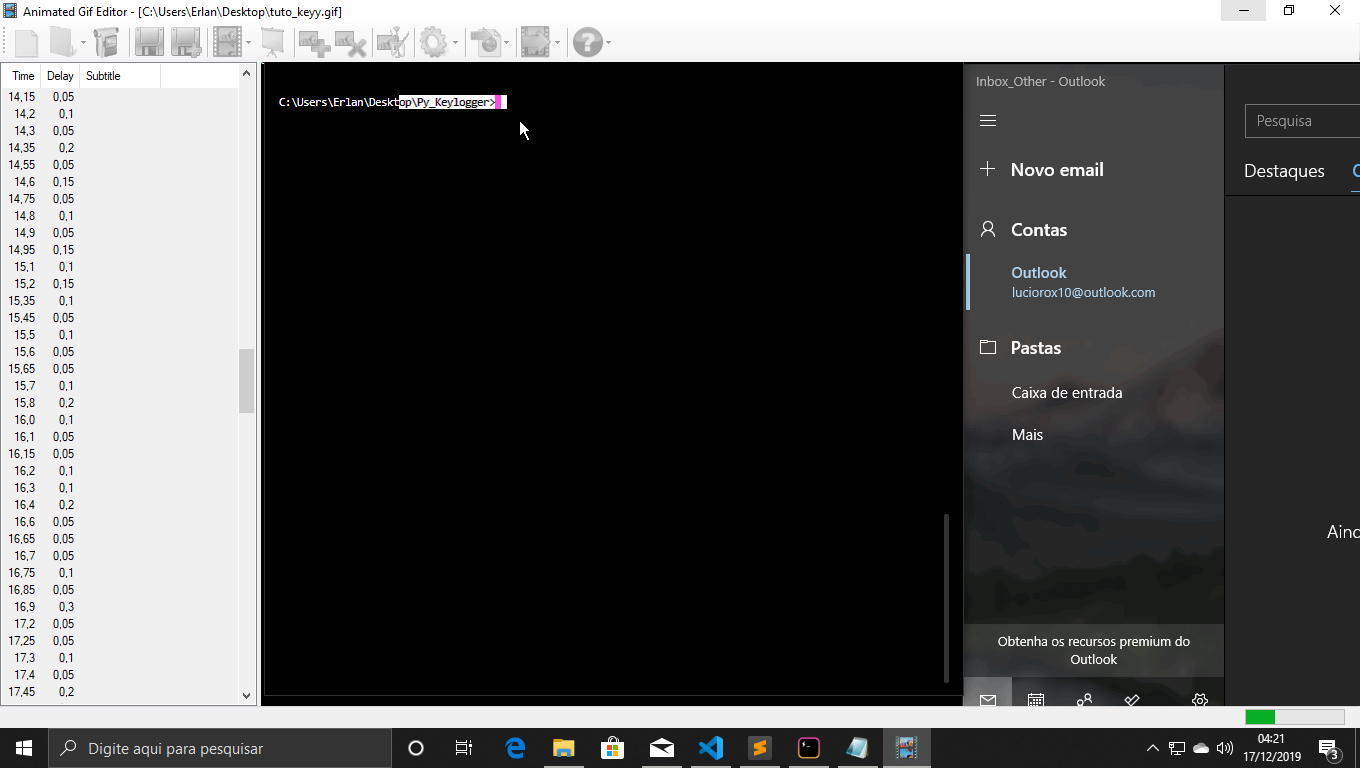 Animated Gif Editor - [C:\Users\Erlan\Desktop\tuto_keyy.gif]
Time Delay Subtitle
14,15 0,05
14,2 0,1
14,3 0,05
14,35 0,2
14,55 0,05
14,6 0,15
14,75 0,05
14,8 0,1
14,9 0,05
14,95 0,15
15,1 0,1
15,2 0,15
15,35 0,1
15,45 0,05
15,5 0,1
15,6 0,05
15,65 0,05
15,7 0,1
15,8 0,2
16,0 0,1
16,1 0,05
16,15 0,05
16,2 0,1
16,3 0,1
16,4 0,2
16,6 0,05
16,65 0,05
16,7 0,05
16,75 0,1
16,85 0,05
16,9 0,3
17,2 0,05
17,25 0,05
17,3 0,1
17,4 0,05
17,45 0,2
C:\Users\Erlan\Desktop\Py_Keylogger>
Inbox_Other - Outlook
Novo email
Contas
Outlook
luciorox10@outlook.com
Pastas
Caixa de entrada
Mais
Obtenha os recursos premium do
Outlook
Pesquisa
Destaques
Digite aqui para pesquisar
04:21
17/12/2019
3